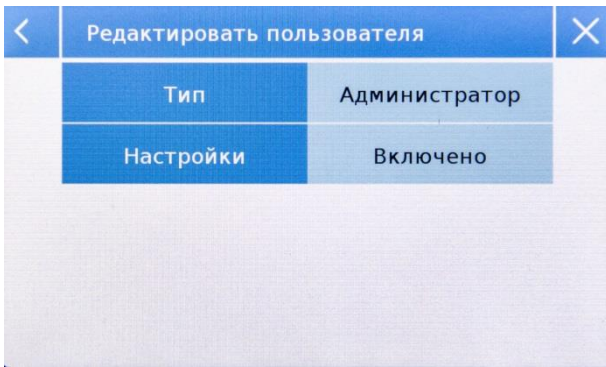 Редактировать пользователя
Тип Администратор
Настройки Включено